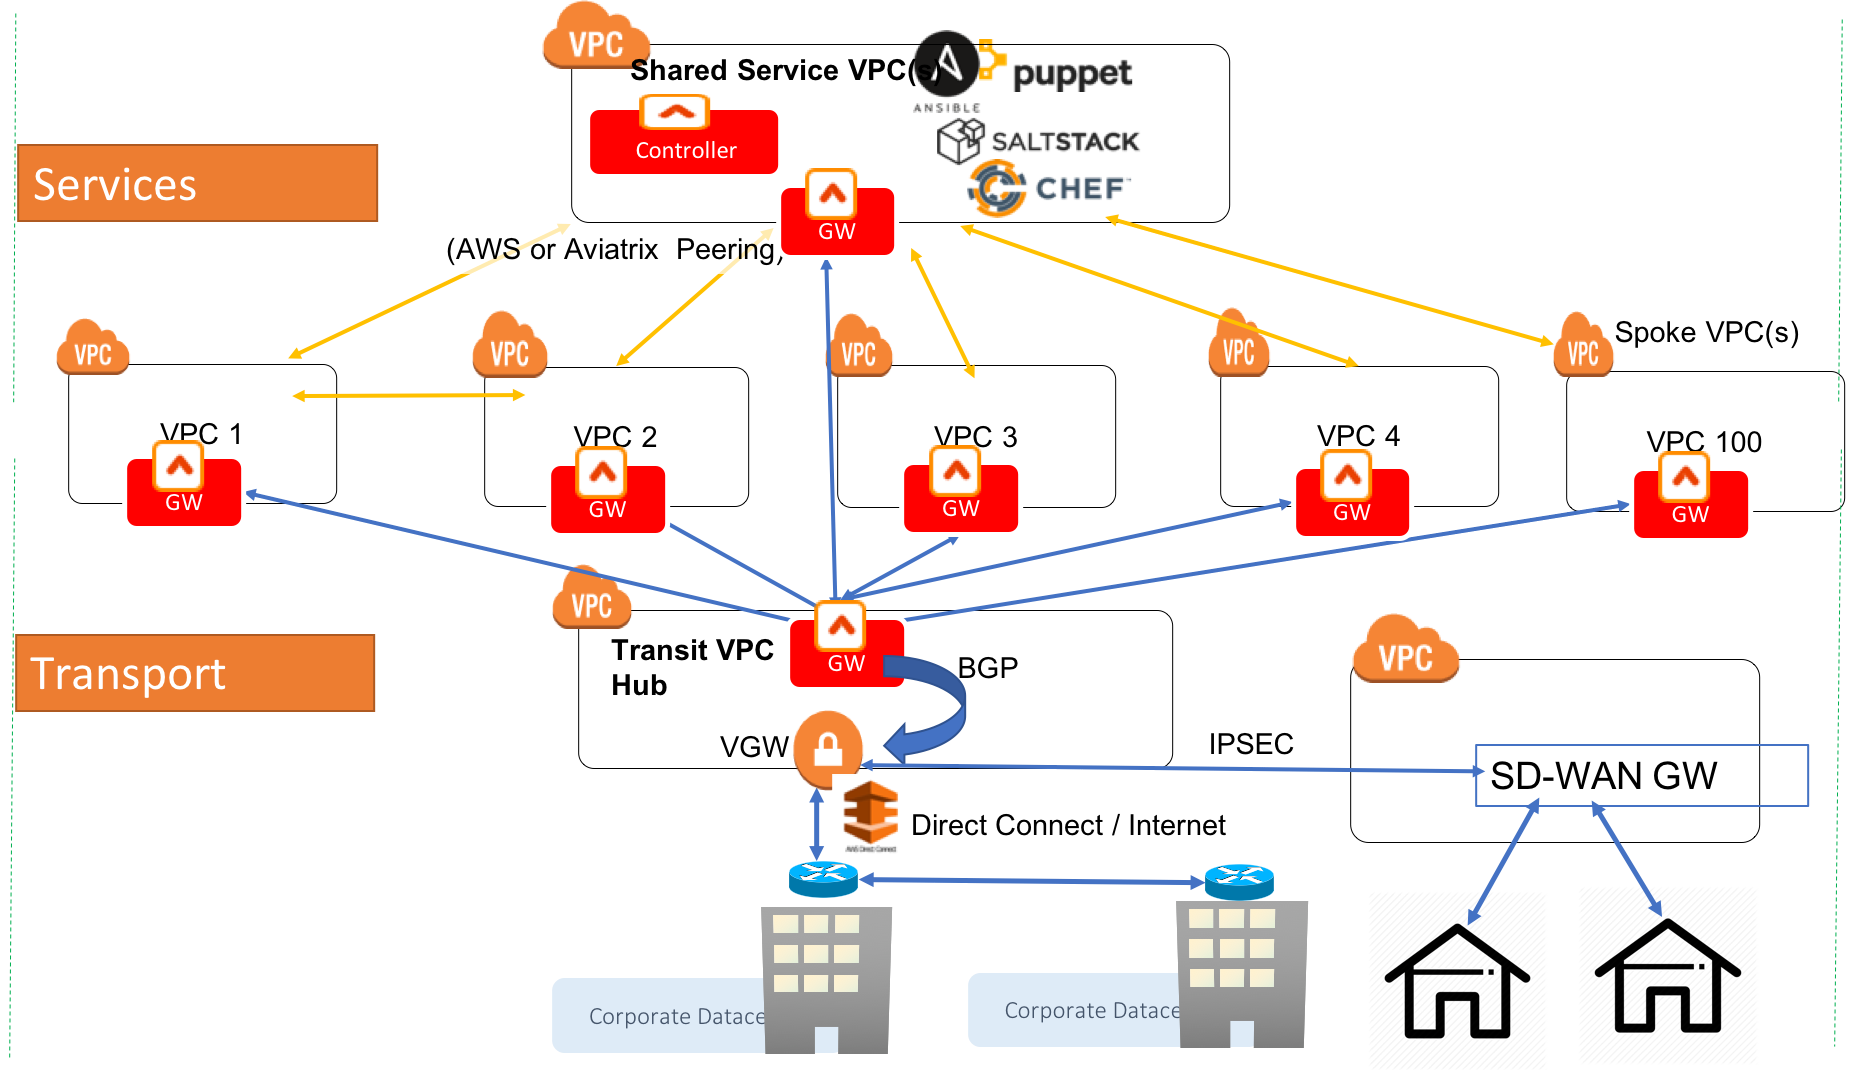 VPC
Shared Service VPC(s)
ANSIBLE
puppet
Controller
SALTSTACK
CHEF
Services
GW
(AWS or Aviatrix  Peering)
VPC
VPC
VPC
VPC
VPC
Spoke VPC(s)
VPC 1
VPC 2
VPC 3
VPC 4
VPC 100
GW
GW
GW
GW
GW
VPC
Transport
Transit VPC
Hub
GW
BGP
VPC
VGW
IPSEC
SD-WAN GW
Direct Connect / Internet
AWS Direct Connect
Corporate Datace
Corporate Datace